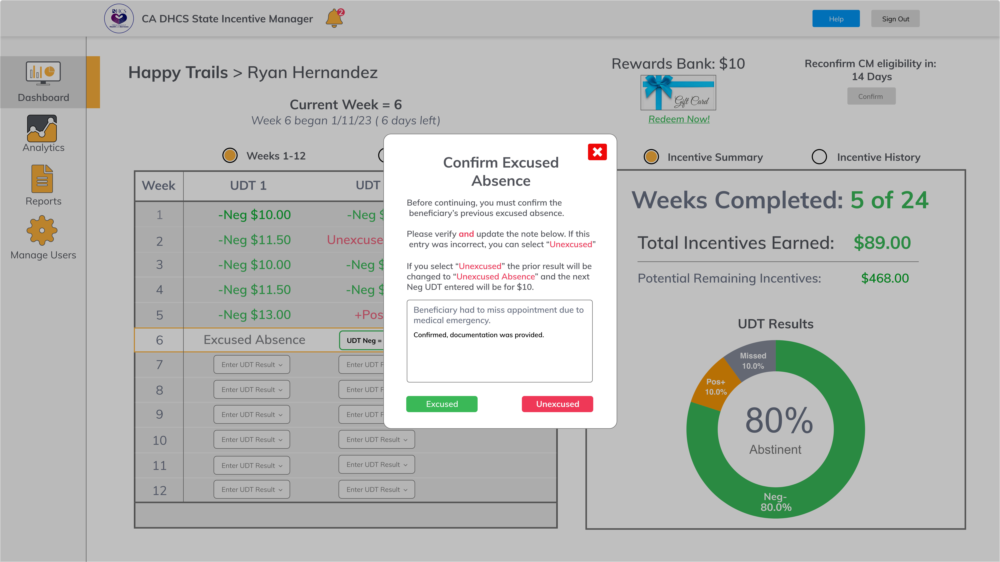 DHCS
California Department of
HealthCareServices
CA DHCS State Incentive Manager
2
Help
Sign Out
Dashboard
Analytics
Reports
Manage Users
Happy Trails > Ryan Hernandez
Current Week = 6
Week 6 began 1/11/23 ( 6 days left)
Rewards Bank: $10
Gift Card
Redeem Now!
Reconfirm CM eligibility in:
14 Days
Confirm
Weeks 1-12
Incentive Summary
Incentive History
Week UDT 1 UDT
1 -Neg $10.00 -Neg $
2 -Neg $11.50 Unexcuse
3 -Neg $10.00 -Neg $
4 -Neg $11.50 -Neg $
5 -Neg $13.00 +Pos
6 Excused Absence UDT Neg =
7 Enter UDT Result Enter UDT
8 Enter UDT Result Enter UDT
9 Enter UDT Result Enter UDT
10 Enter UDT Result Enter UDT Result
11 Enter UDT Result Enter UDT Result
12 Enter UDT Result Enter UDT Result
Confirm Excused
Absence
Before continuing, you must confirm the
beneficiary’s previous excused absence.
Please verify and update the note below. If this
entry was incorrect, you can select “Unexcused”
If you select “Unexcused” the prior result will be
changed to “Unexcused Absence” and the next
Neg UDT entered will be for $10.
Beneficiary had to miss appointment due to
medical emergency.
Confirmed, documentation was provided.
Excused
Unexcused
Weeks Completed: 5 of 24
Total Incentives Earned: $89.00
Potential Remaining Incentives: $468.00
UDT Results
Missed
10.0%
Pos+
10.0%
80%
Abstinent
Neg-
80.0%